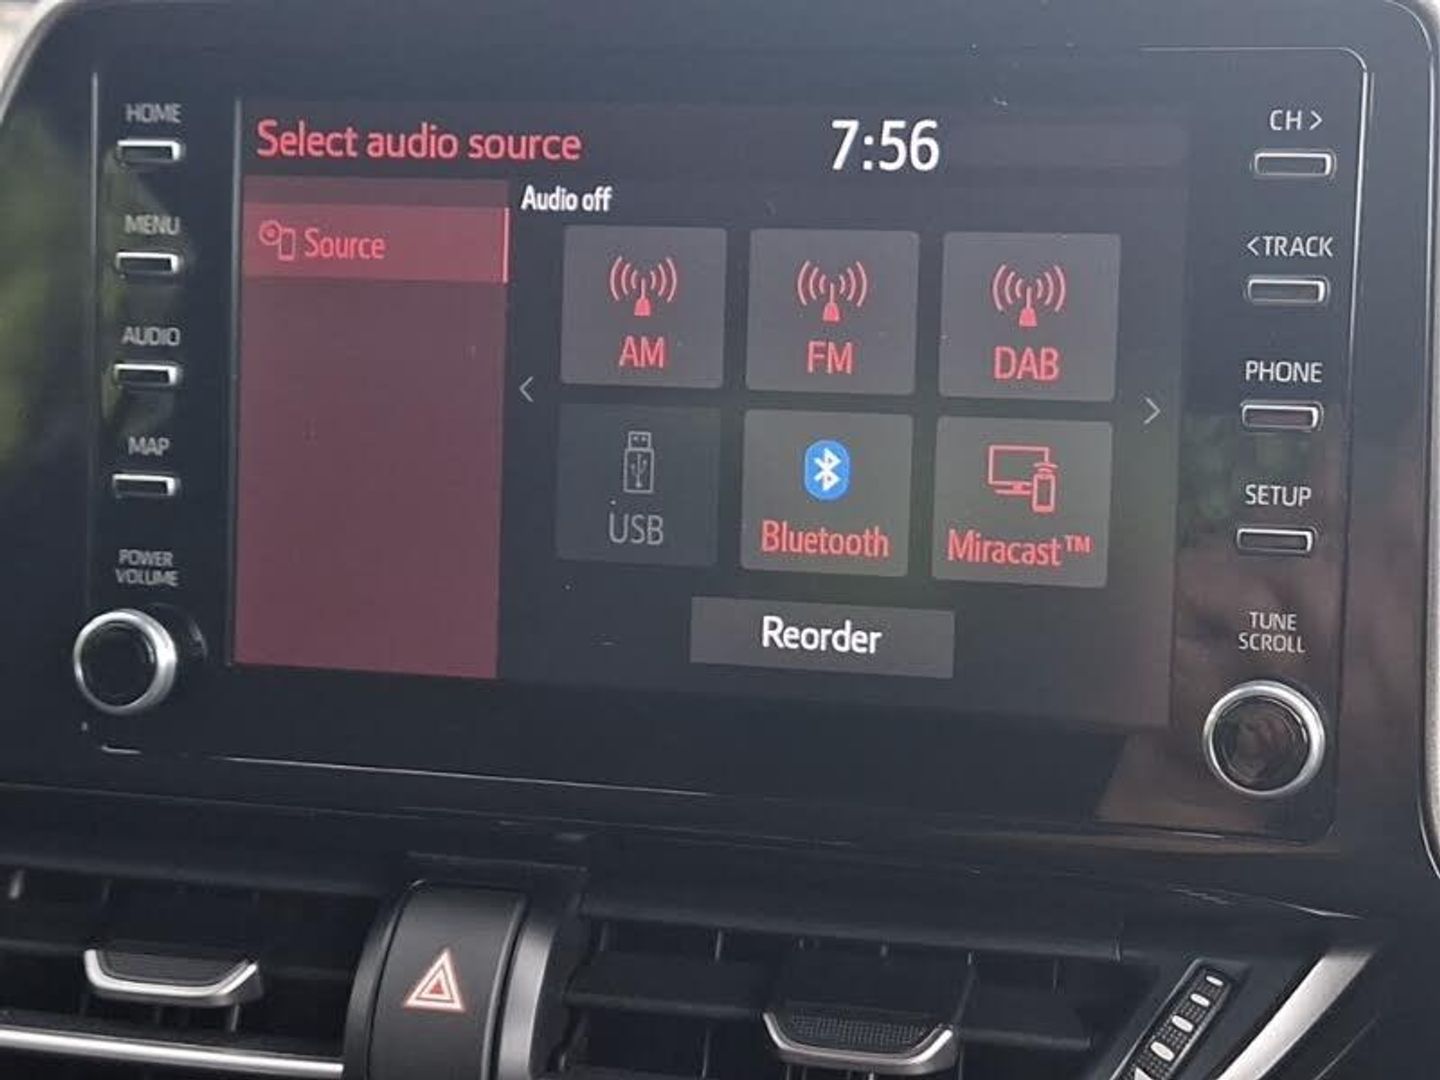 HOME
MENU
AUDIO
MAP
POWER
VOLUME
Select audio source
7:56
Source
Audio off
AM
FM
DAB
USB
Bluetooth
Miracast™
Reorder
CH >
<TRACK
PHONE
SETUP
TUNE
SCROLL